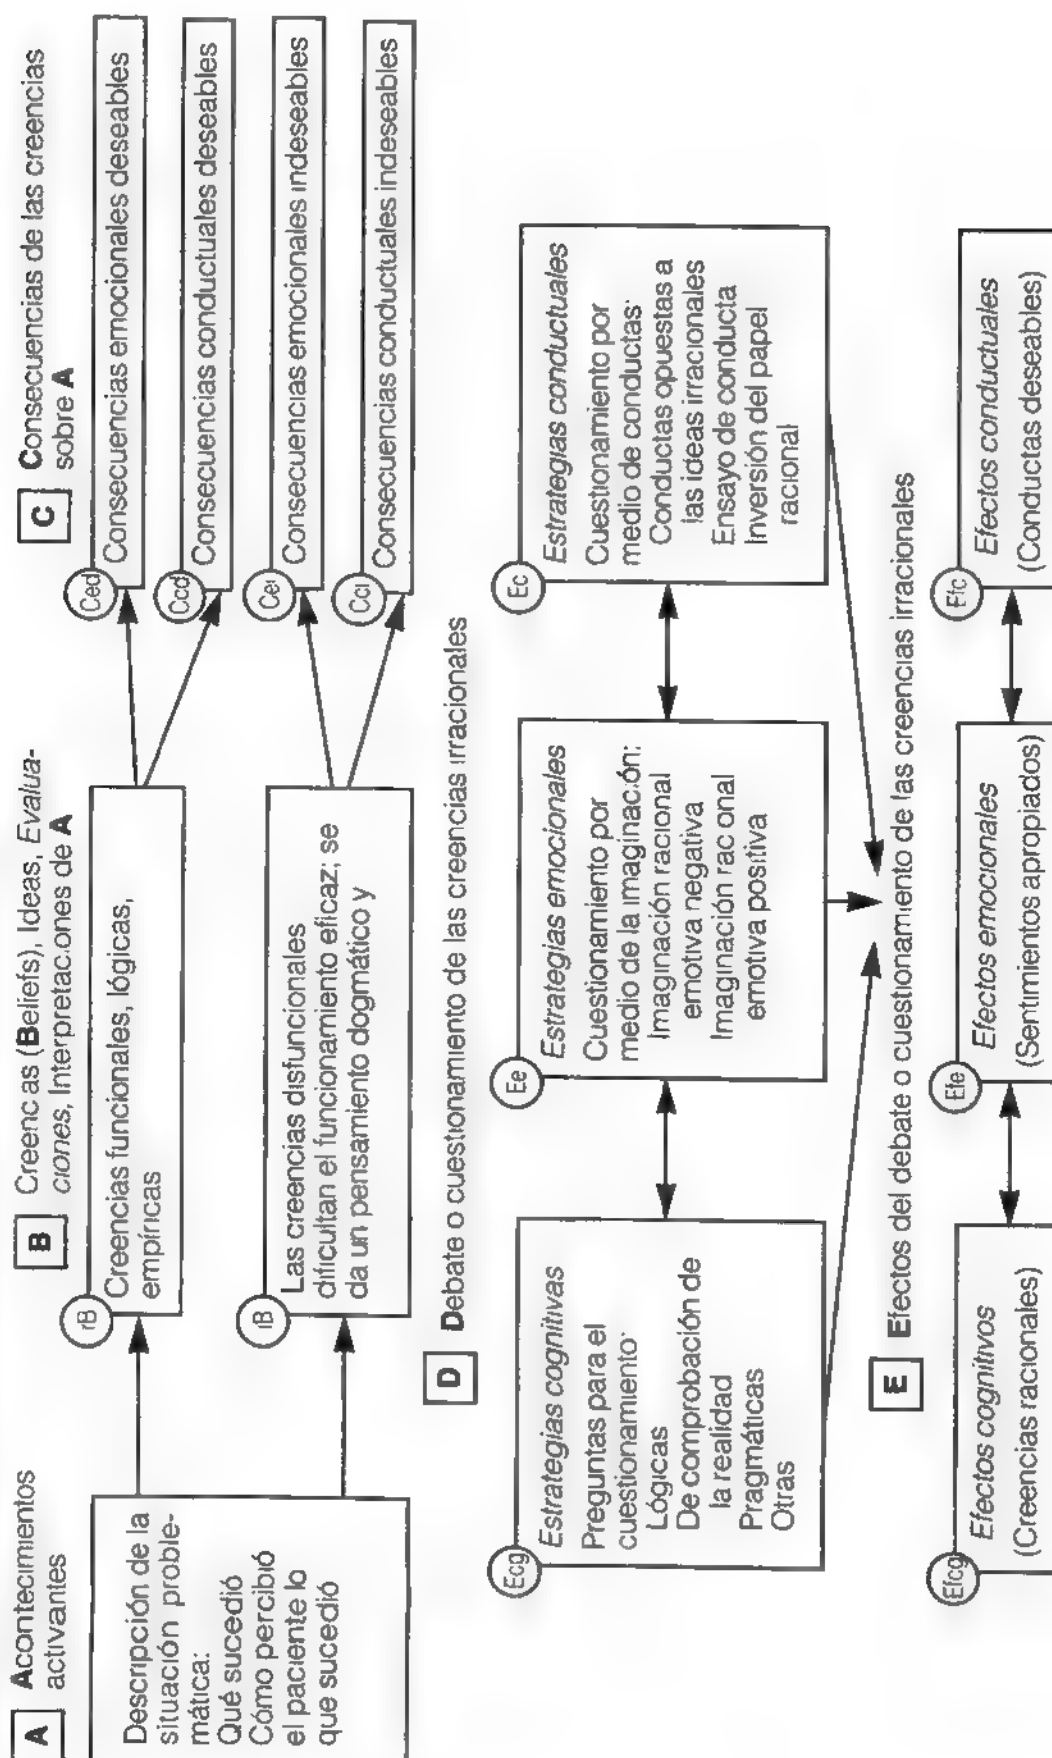 A
Acontecimientos
activantes
Descripción de la
situación proble-
mática:
Qué sucedió
Cómo percibió
el paciente lo
que sucedió
B
Creenc as (Beliefs), Ideas, Evalua-
ciones, Interpretac.ones de A
rB
Creencias funcionales, lógicas,
empíricas
iB
Las creencias disfuncionales
dificultan el funcionamiento eficaz; se
da un pensamiento dogmático y
C
Consecuencias de las creencias
sobre A
Ced
Consecuencias emocionales deseables
Ccd
Consecuencias conductuales deseables
Cei
Consecuencias emocionales indeseables
Cci
Consecuencias conductuales indeseables
D
Debate o cuestionamiento de las creencias irracionales
Ecg
Estrategias cognitivas
Preguntas para el
cuestionamiento:
Lógicas
De comprobación de
la realidad
Pragmáticas
Otras
Ee
Estrategias emocionales
Cuestionamiento por
medio de la imaginación:
Imaginación racional
emotiva negativa
Imaginación rac onal
emotiva positiva
Ec
Estrategias conductuales
Cuestionamiento por
medio de conductas:
Conductas opuestas a
las ideas irracionales
Ensayo de conducta
Inversión del papel
racional
E
Efectos del debate o cuestionamiento de las creencias irracionales
Efcg
Efectos cognitivos
(Creencias racionales)
Efe
Efectos emocionales
(Sentimientos apropiados)
Efc
Efectos conductuales
(Conductas deseables)